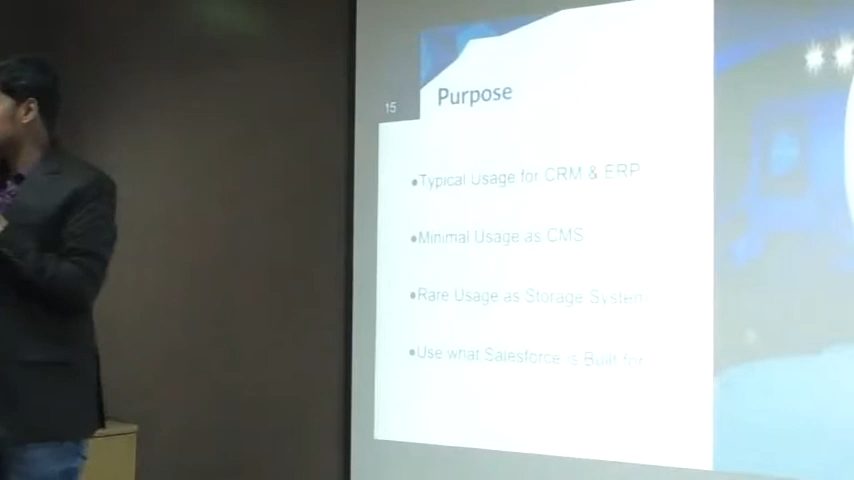 15
Purpose
•Typical Usage for CRM & ERP
•Minimal Usage as CMS
•Rare Usage as Storage System
•Use what Salesforce is Built for